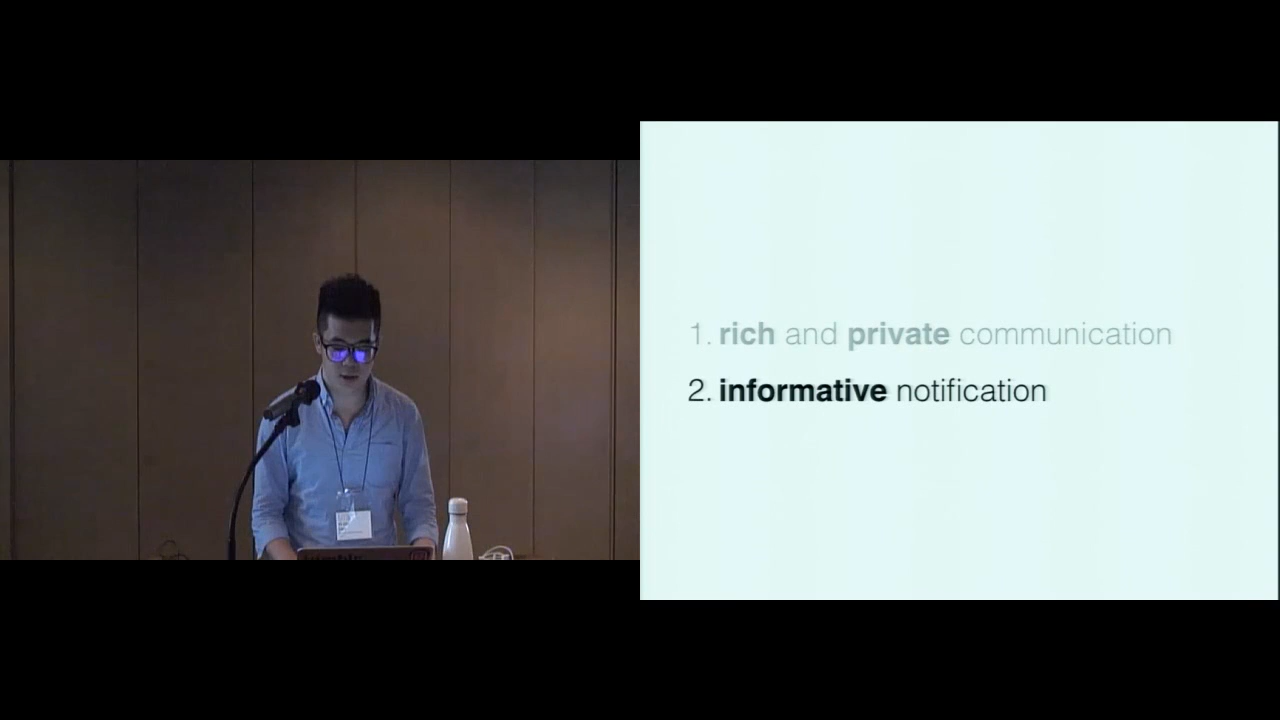 1. rich and private communication
2. informative notification